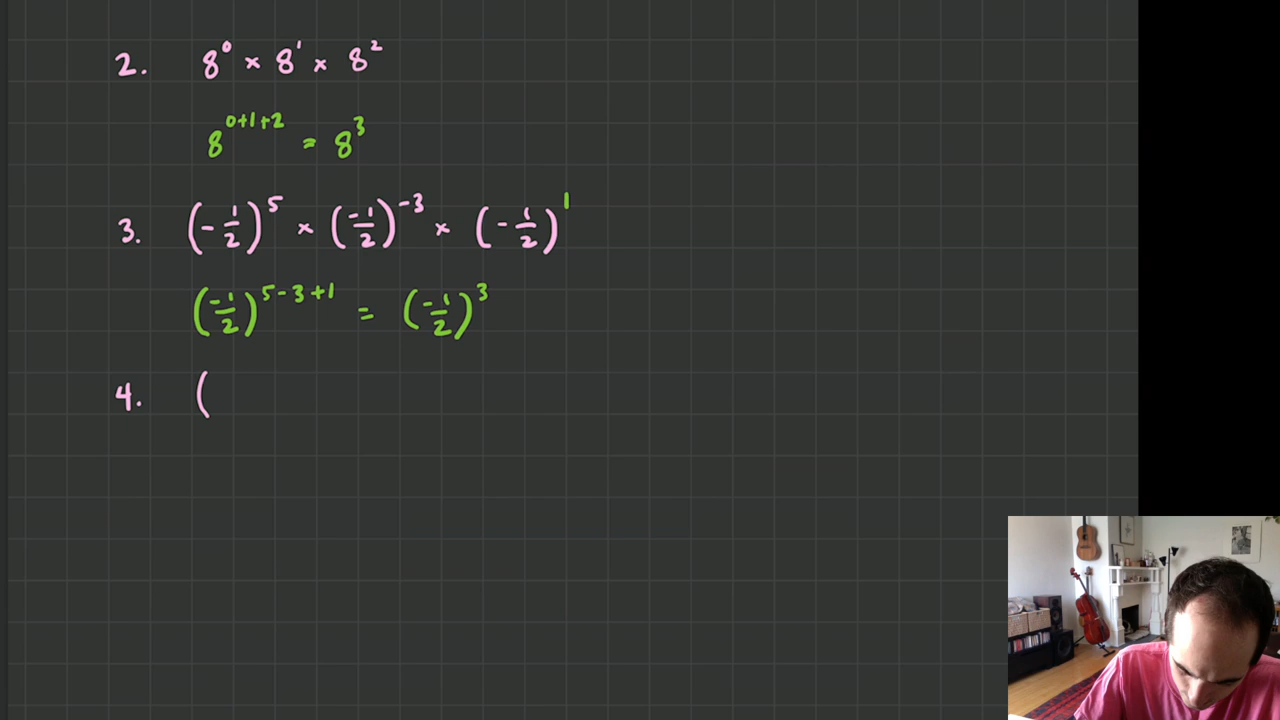 2. 8⁰ × 8¹ × 8²
8⁰⁺¹⁺² = 8³
3. (-1/2)⁵ × (-1/2)⁻³ × (-1/2)¹
(-1/2)⁵⁻³⁺¹ = (-1/2)³
4. (